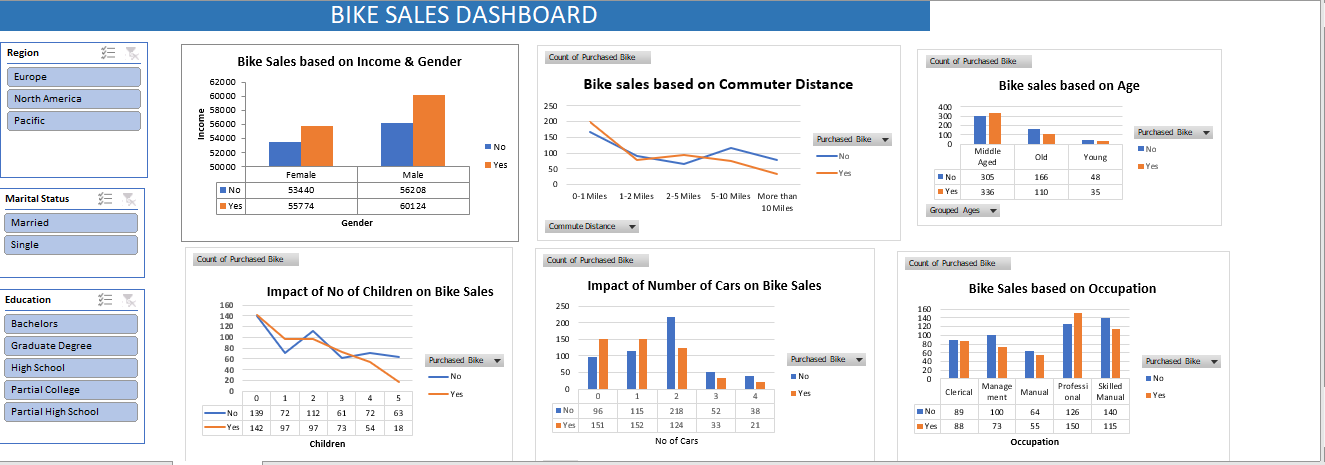 BIKE SALES DASHBOARD
Region
Europe
North America
Pacific
Marital Status
Married
Single
Education
Bachelors
Graduate Degree
High School
Partial College
Partial High School
Bike Sales based on Income & Gender
62000
60000
58000
56000
54000
52000
50000
Income
Female Male
No 53440 56208
Yes 55774 60124
Gender
No
Yes
Count of Purchased Bike
Bike sales based on Commuter Distance
250
200
150
100
50
0
0-1 Miles 1-2 Miles 2-5 Miles 5-10 Miles More than
10 Miles
Purchased Bike
No
Yes
Commute Distance
Count of Purchased Bike
Bike sales based on Age
400
300
200
100
0
Middle
Aged Old Young
No 305 166 48
Yes 336 110 35
Purchased Bike
No
Yes
Grouped Ages
Count of Purchased Bike
Impact of No of Children on Bike Sales
160
140
120
100
80
60
40
20
0
0 1 2 3 4 5
No 139 72 112 61 72 63
Yes 142 97 97 73 54 18
Children
Purchased Bike
No
Yes
Count of Purchased Bike
Impact of Number of Cars on Bike Sales
250
200
150
100
50
0
0 1 2 3 4
No 96 115 218 52 38
Yes 151 152 124 33 21
No of Cars
Purchased Bike
No
Yes
Count of Purchased Bike
Bike Sales based on Occupation
160
140
120
100
80
60
40
20
0
Clerical Manage
ment Manual Professi
onal Skilled
Manual
No 89 100 64 126 140
Yes 88 73 55 150 115
Occupation
Purchased Bike
No
Yes